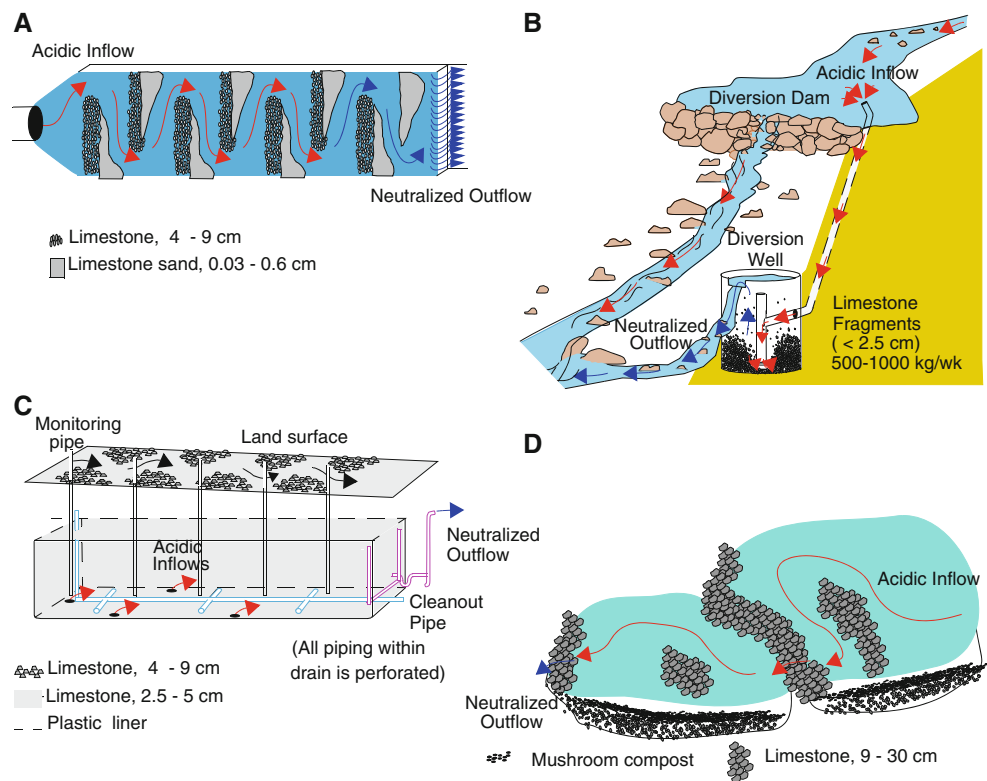 A
Acidic Inflow
Neutralized Outflow
Limestone, 4 - 9 cm
Limestone sand, 0.03 - 0.6 cm
B
Acidic Inflow
Diversion Dam
Diversion
Well
Neutralized
Outflow
Limestone
Fragments
( < 2.5 cm)
500-1000 kg/wk
C
Monitoring
pipe
Land surface
Acidic
Inflows
Neutralized
Outflow
Cleanout
Pipe
(All piping within
drain is perforated)
Limestone, 4 - 9 cm
Limestone, 2.5 - 5 cm
Plastic liner
D
Acidic Inflow
Neutralized
Outflow
Mushroom compost
Limestone, 9 - 30 cm